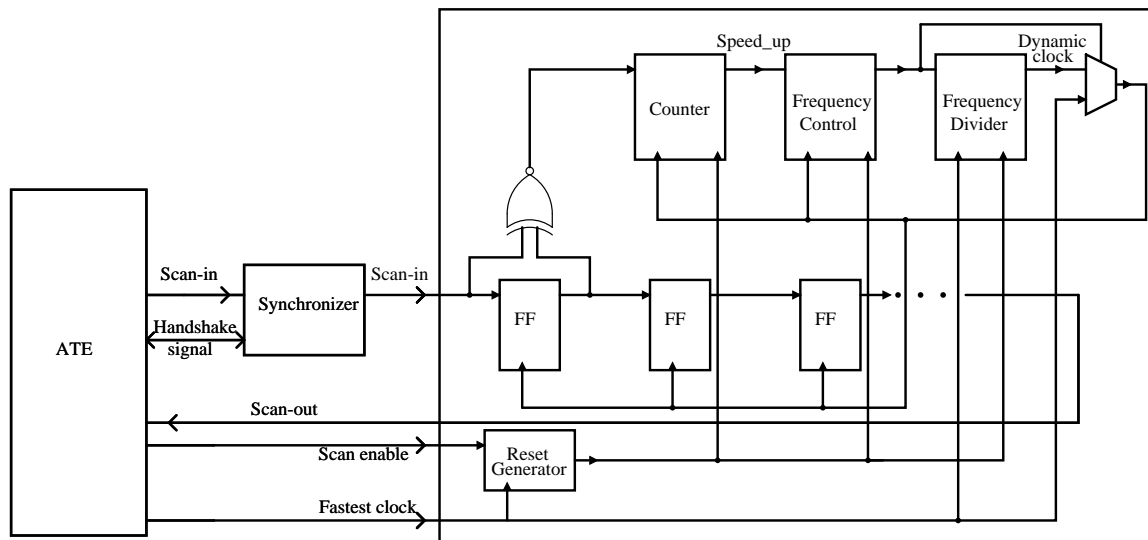 Speed_up
Dynamic
clock
Counter
Frequency
Control
Frequency
Divider
Scan-in
Synchronizer
Scan-in
FF
FF
FF
Handshake
signal
ATE
Scan-out
Scan enable
Reset
Generator
Fastest clock